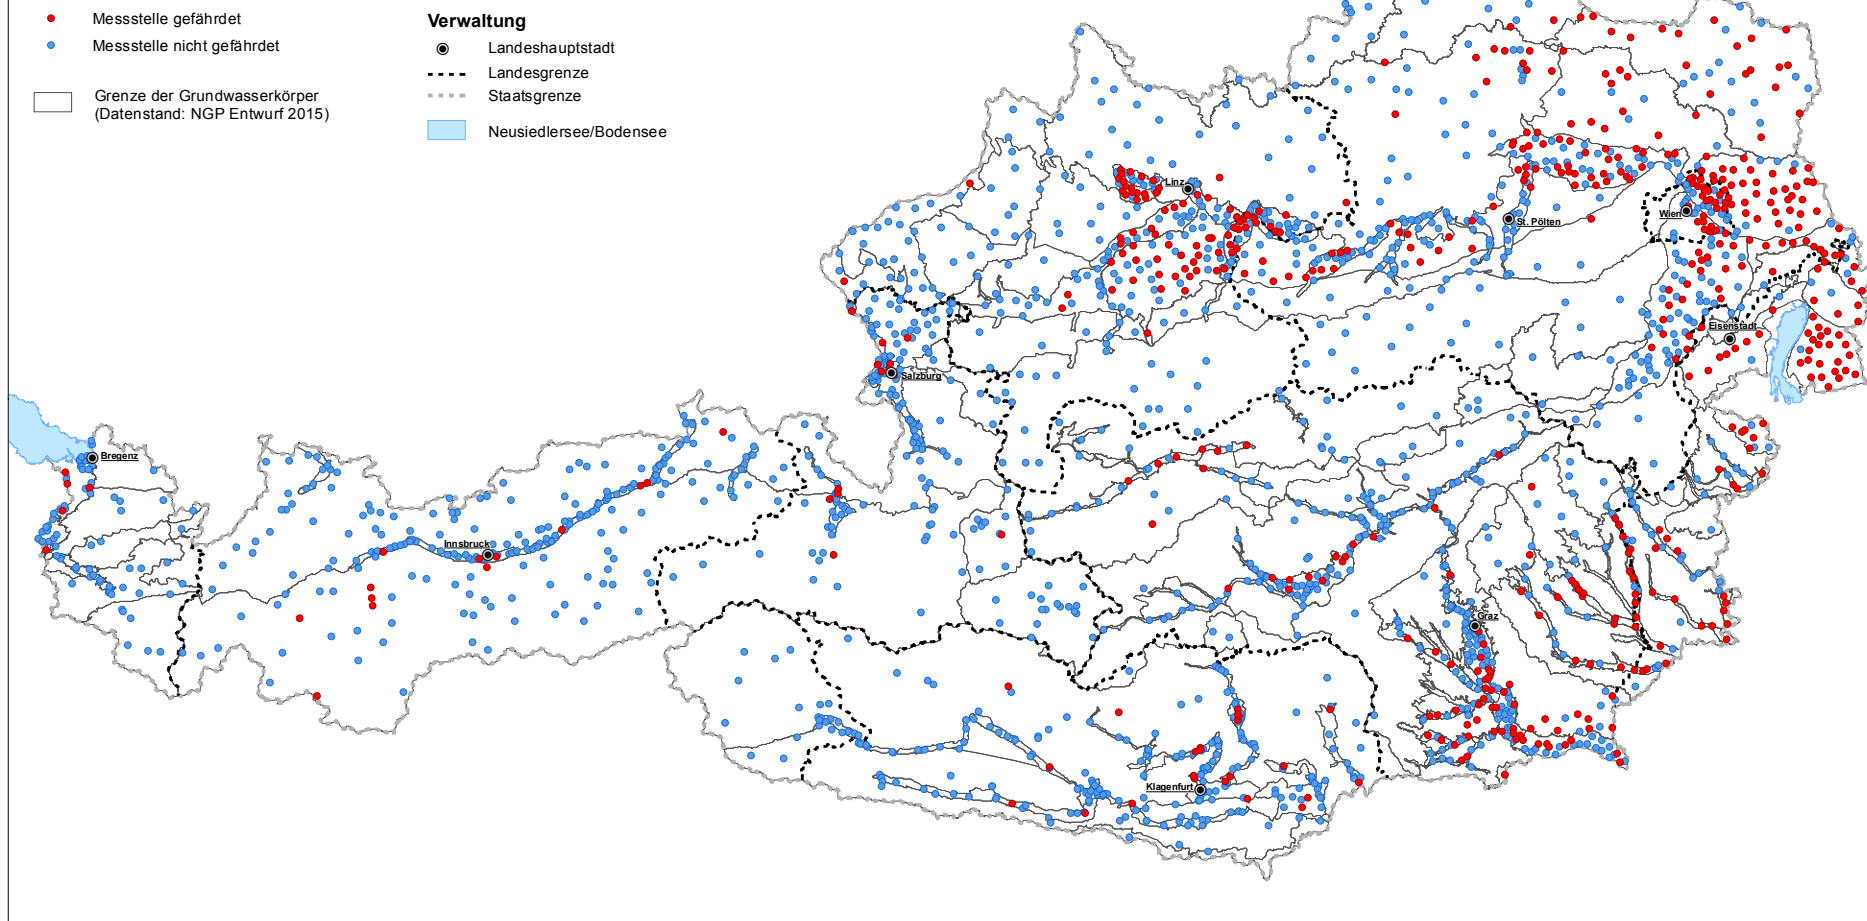 Messstelle gefährdet
Messstelle nicht gefährdet
Grenze der Grundwasserkörper
(Datenstand: NGP Entwurf 2015)
Verwaltung
Landeshauptstadt
Landesgrenze
Staatsgrenze
Neusiedlersee/Bodensee
Linz
St. Pölten
Wien
Eisenstadt
Salzburg
Bregenz
Innsbruck
Graz
Klagenfurt